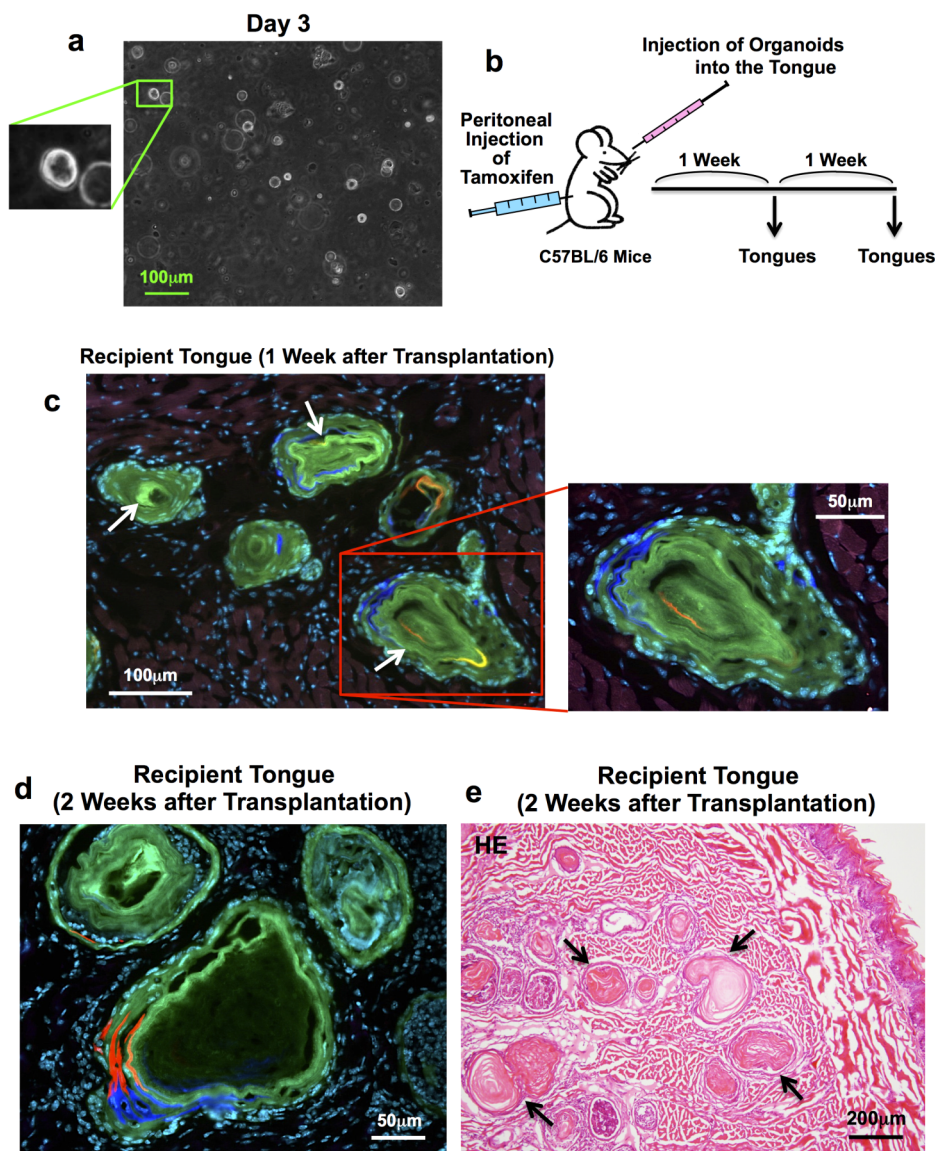 Day 3
a
100μm
b
Injection of Organoids
into the Tongue
Peritoneal
Injection
of
Tamoxifen
1 Week
1 Week
C57BL/6 Mice
Tongues
Tongues
Recipient Tongue (1 Week after Transplantation)
c
50μm
100μm
d
Recipient Tongue
(2 Weeks after Transplantation)
50μm
e
Recipient Tongue
(2 Weeks after Transplantation)
HE
200μm